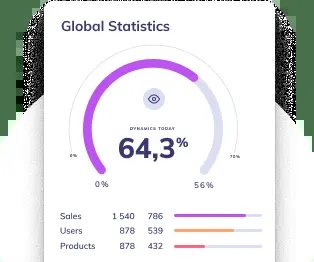 Global Statistics
DYNAMICS TODAY
64,3%
0% 70%
0% 56%
Sales 1 540 786
Users 878 539
Products 878 432